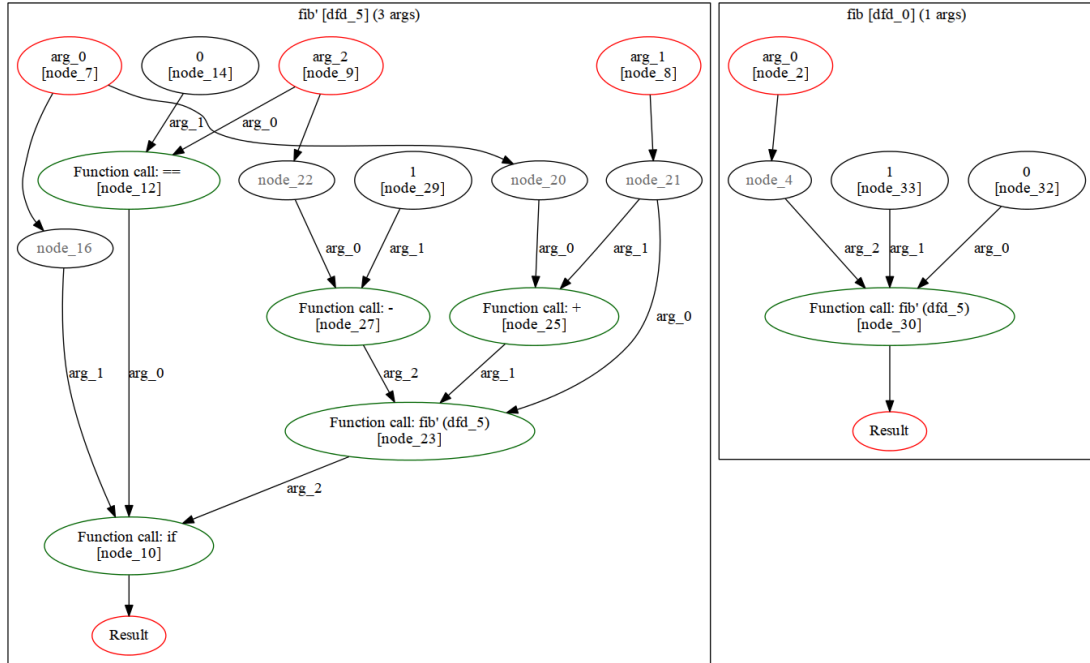 fib' [dfd_5] (3 args)
arg_0
[node_7]
0
[node_14]
arg_2
[node_9]
arg_1
[node_8]
arg_1
arg_0
Function call: ==
[node_12]
node_22
1
[node_29]
node_20
node_21
node_16
arg_0
arg_1
arg_0
arg_1
Function call: -
[node_27]
Function call: +
[node_25]
arg_0
arg_1
arg_0
arg_2
arg_1
Function call: fib' (dfd_5)
[node_23]
arg_2
Function call: if
[node_10]
Result
fib [dfd_0] (1 args)
arg_0
[node_2]
node_4
1
[node_33]
0
[node_32]
arg_2
arg_1
arg_0
Function call: fib' (dfd_5)
[node_30]
Result